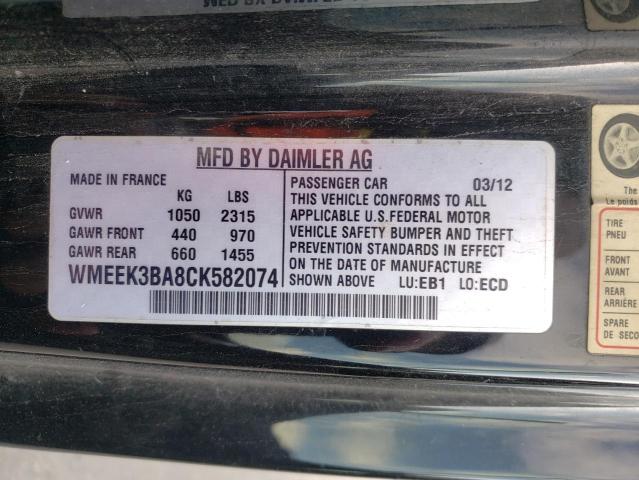 MFD BY DAIMLER AG
MADE IN FRANCE
KG LBS
GVWR 1050 2315
GAWR FRONT 440 970
GAWR REAR 660 1455
WMEEK3BA8CK582074
PASSENGER CAR 03/12
THIS VEHICLE CONFORMS TO ALL
APPLICABLE U.S.FEDERAL MOTOR
VEHICLE SAFETY BUMPER AND THEFT
PREVENTION STANDARDS IN EFFECT
ON THE DATE OF MANUFACTURE
SHOWN ABOVE LU:EB1 LO:ECD
The
Le poids
TIRE
PNEU
FRONT
AVANT
REAR
ARRIÈRE
SPARE
DE SECO